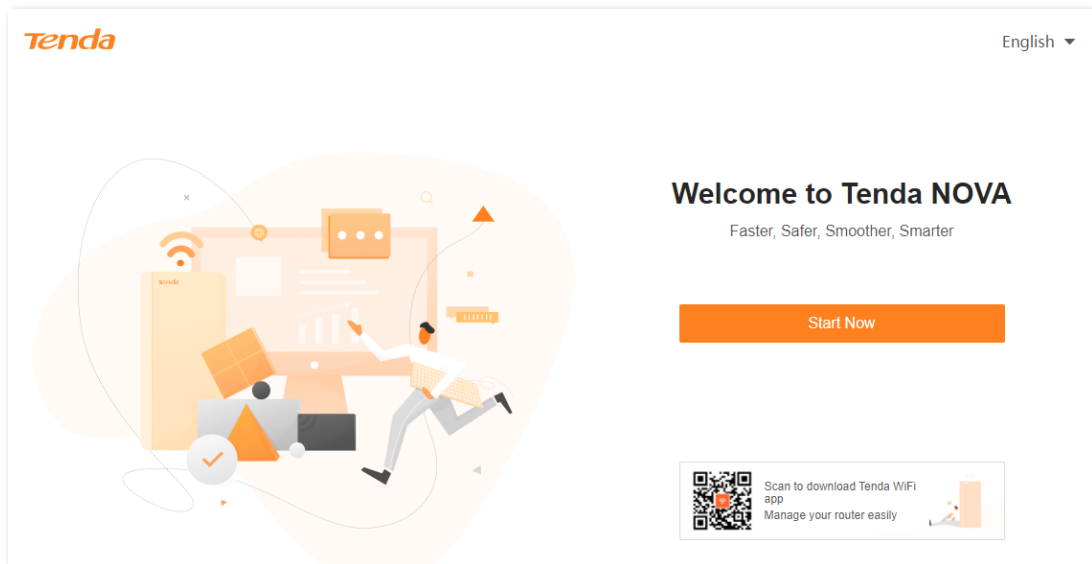 Tenda
English
Welcome to Tenda NOVA
Faster, Safer, Smoother, Smarter
Tenda
Start Now
Scan to download Tenda WiFi
app
Manage your router easily